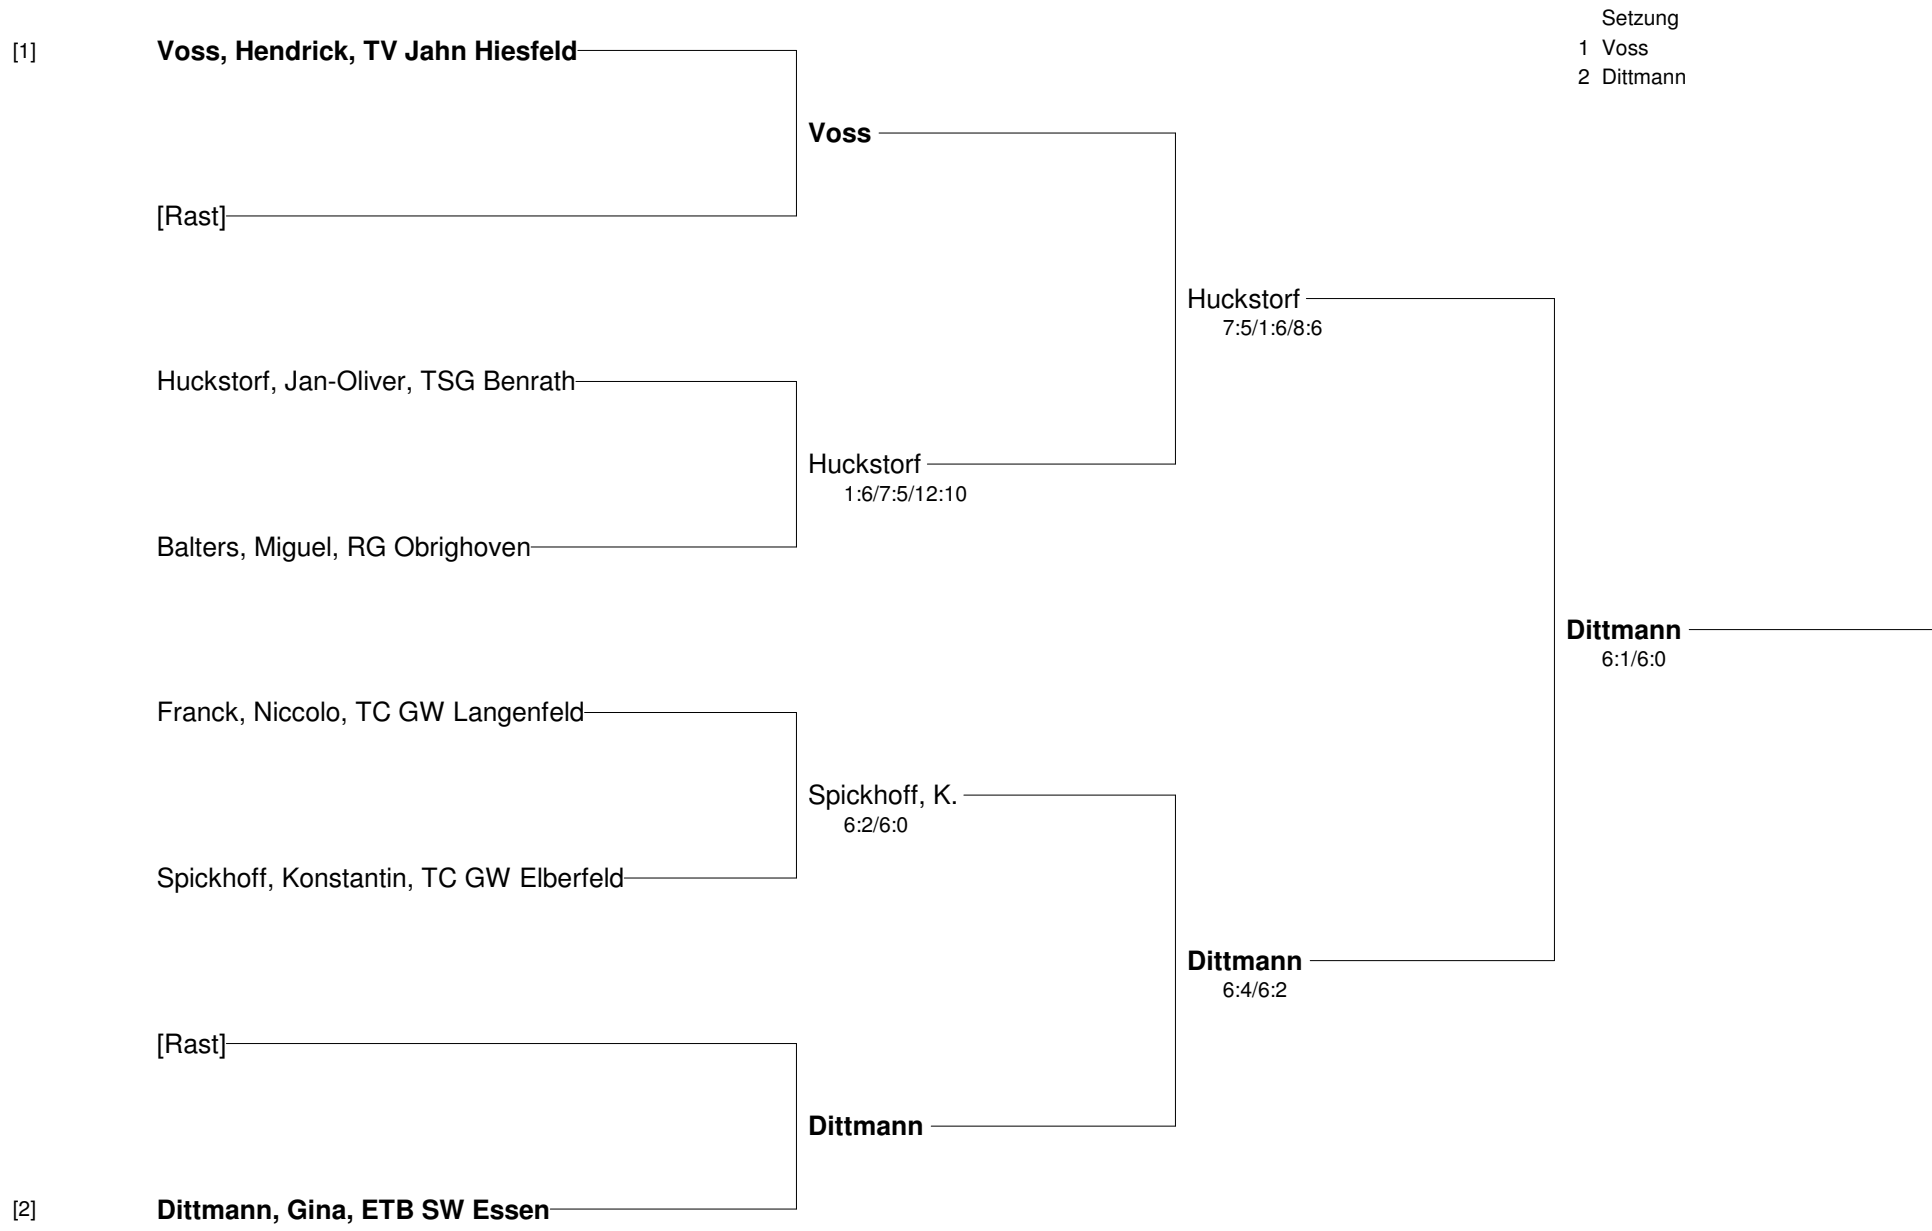 Setzung
[1] Voss, Hendrick, TV Jahn Hiesfeld
1 Voss
2 Dittmann
Voss
[Rast]
Huckstorf
7:5/1:6/8:6
Huckstorf, Jan-Oliver, TSG Benrath
Huckstorf
1:6/7:5/12:10
Balters, Miguel, RG Obrighoven
Dittmann
6:1/6:0
Franck, Niccolo, TC GW Langenfeld
Spickhoff, K.
6:2/6:0
Spickhoff, Konstantin, TC GW Elberfeld
Dittmann
6:4/6:2
[Rast]
Dittmann
[2] Dittmann, Gina, ETB SW Essen